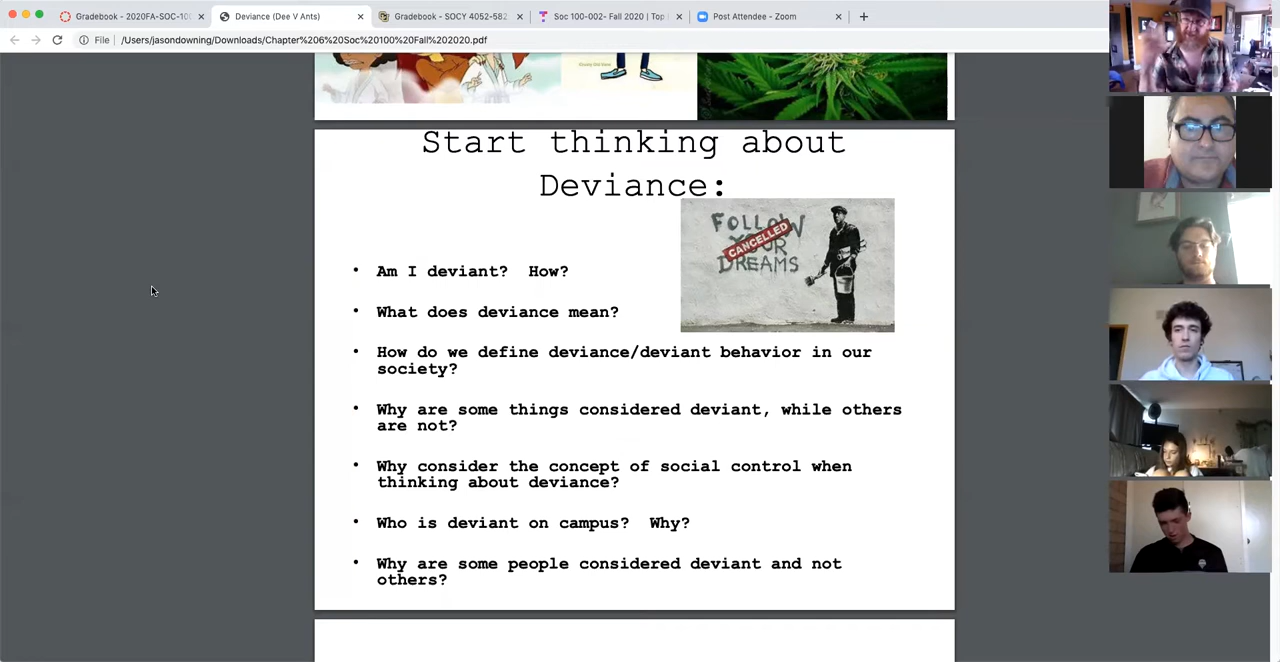 Gradebook - 2020FA-SOC-10
Deviance (Dee V Ants)
Gradebook - SOCY 4052-582
Soc 100-002- Fall 2020 | Top
Post Attendee - Zoom
File
/Users/jasondowning/Downloads/Chapter%206%20Soc%20100%20Fall%202020.pdf
Start thinking about
Deviance:
FOLLOW
YOUR
DREAMS
CANCELLED
• Am I deviant?  How?
• What does deviance mean?
• How do we define deviance/deviant behavior in our
society?
• Why are some things considered deviant, while others
are not?
• Why consider the concept of social control when
thinking about deviance?
• Who is deviant on campus?  Why?
• Why are some people considered deviant and not
others?